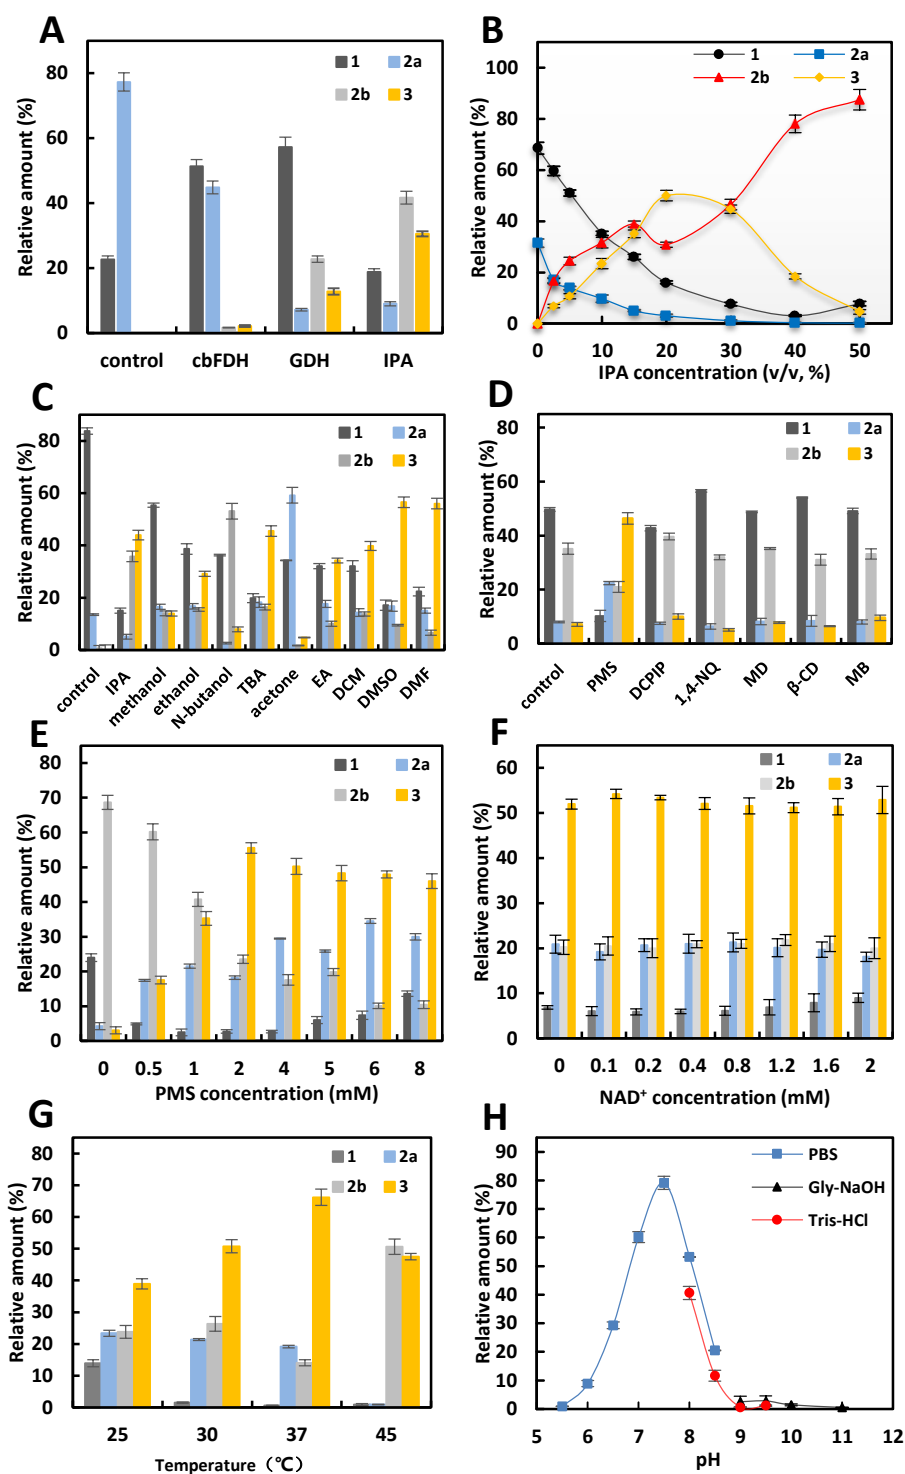 A
Relative amount (%)
80
60
40
20
0
1
2a
2b
3
control
cbFDH
GDH
IPA
B
Relative amount (%)
100
80
60
40
20
0
1
2a
2b
3
0
10
20
30
40
50
IPA concentration (v/v, %)
C
Relative amount (%)
80
60
40
20
0
1
2a
2b
3
control
IPA
methanol
ethanol
N-butanol
TBA
acetone
EA
DCM
DMSO
DMF
D
Relative amount (%)
80
60
40
20
0
1
2a
2b
3
control
PMS
DCPIP
1,4-NQ
MD
β-CD
MB
E
Relative amount (%)
80
70
60
50
40
30
20
10
0
1
2a
2b
3
0
0.5
1
2
4
5
6
8
PMS concentration (mM)
F
Relative amount (%)
60
50
40
30
20
10
0
1
2a
2b
3
0
0.1
0.2
0.4
0.8
1.2
1.6
2
NAD⁺ concentration (mM)
G
Relative amount (%)
80
70
60
50
40
30
20
10
0
1
2a
2b
3
25
30
37
45
Temperature（℃）
H
Relative amount (%)
90
80
70
60
50
40
30
20
10
0
PBS
Gly-NaOH
Tris-HCl
5
6
7
8
9
10
11
12
pH